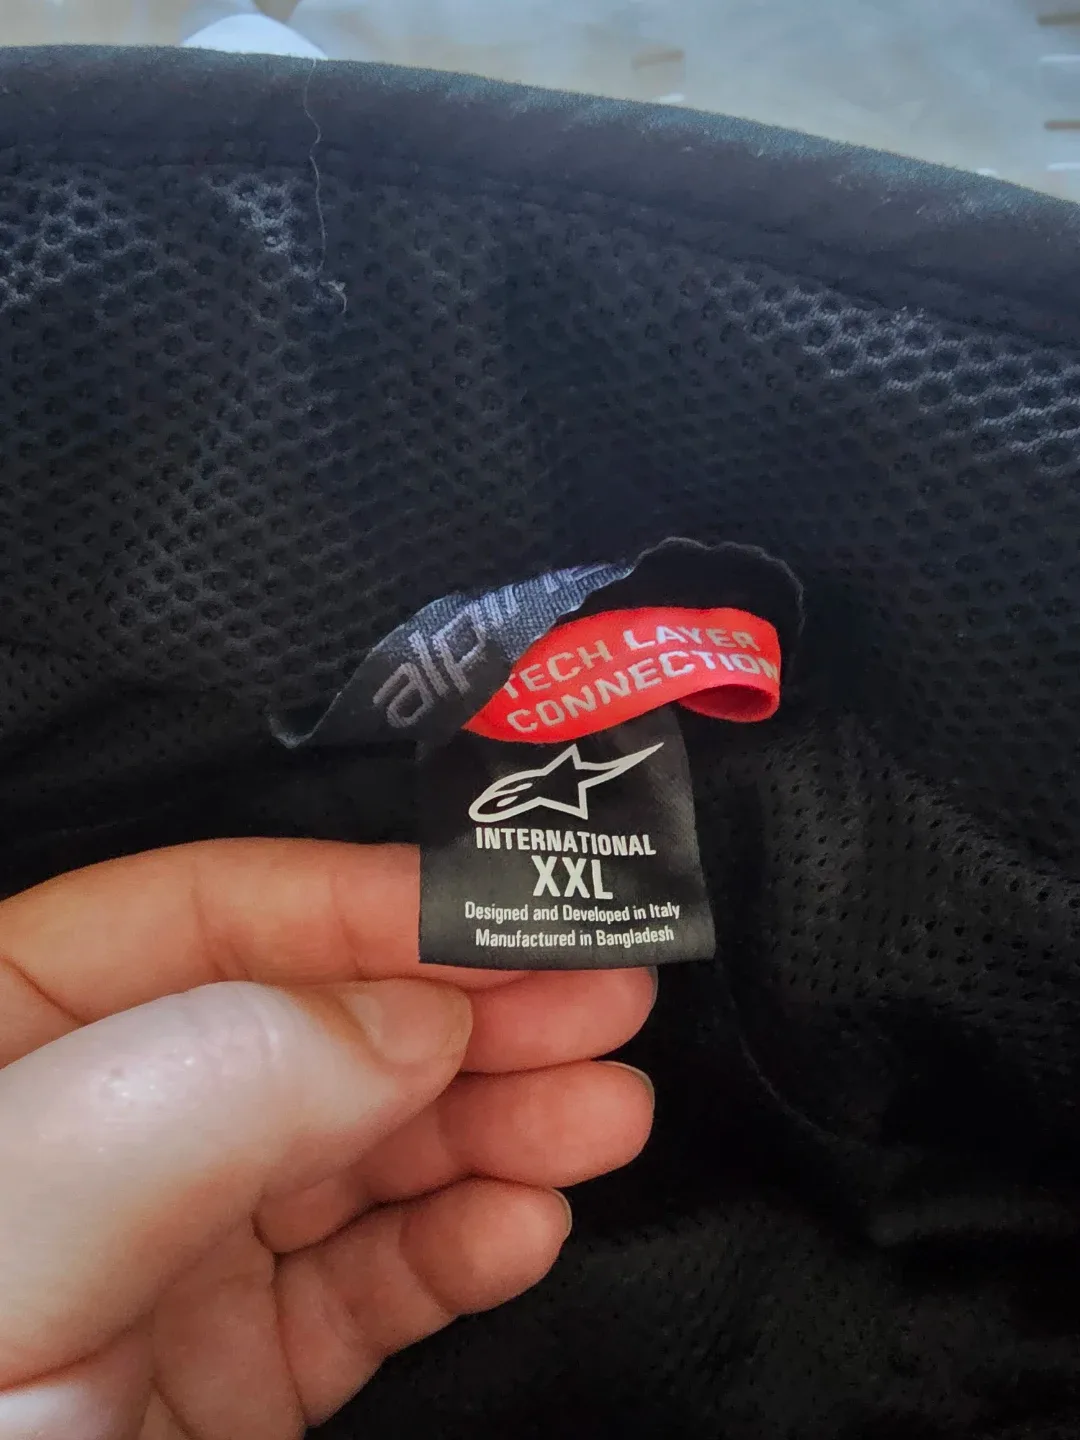 TECH LAYER
CONNECTION
INTERNATIONAL
XXL
Designed and Developed in Italy
Manufactured in Bangladesh